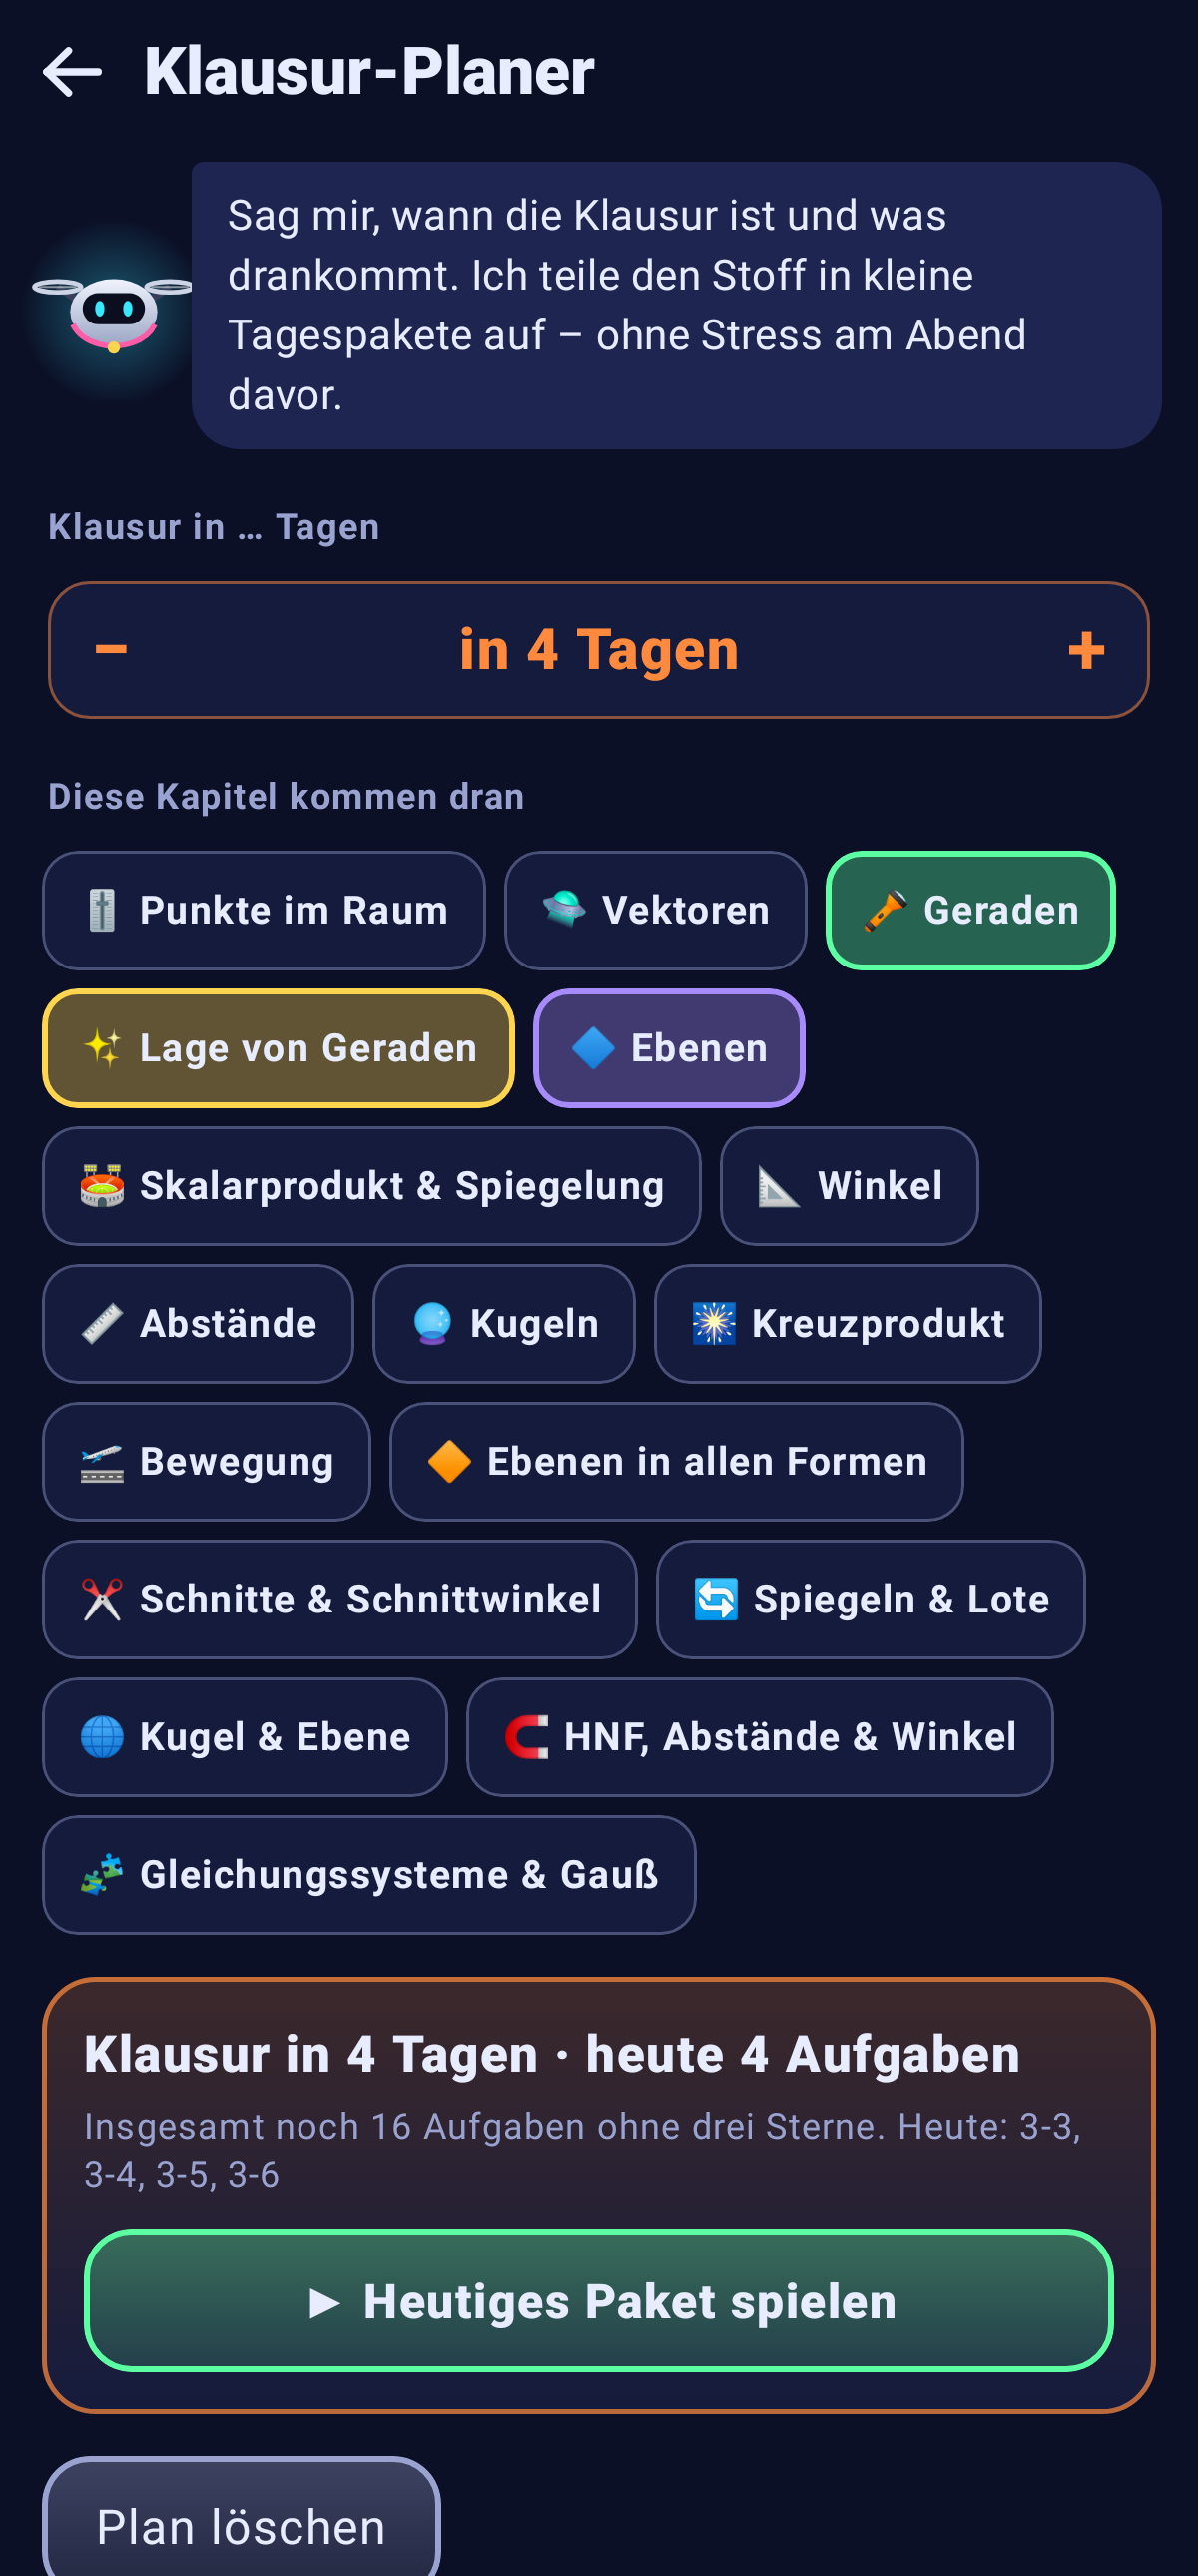 Klausur-Planer
Sag mir, wann die Klausur ist und was
drankommt. Ich teile den Stoff in kleine
Tagespakete auf – ohne Stress am Abend
davor.
Klausur in … Tagen
− in 4 Tagen +
Diese Kapitel kommen dran
Punkte im Raum
Vektoren
Geraden
Lage von Geraden
Ebenen
Skalarprodukt & Spiegelung
Winkel
Abstände
Kugeln
Kreuzprodukt
Bewegung
Ebenen in allen Formen
Schnitte & Schnittwinkel
Spiegeln & Lote
Kugel & Ebene
HNF, Abstände & Winkel
Gleichungssysteme & Gauß
Klausur in 4 Tagen · heute 4 Aufgaben
Insgesamt noch 16 Aufgaben ohne drei Sterne. Heute: 3-3,
3-4, 3-5, 3-6
► Heutiges Paket spielen
Plan löschen